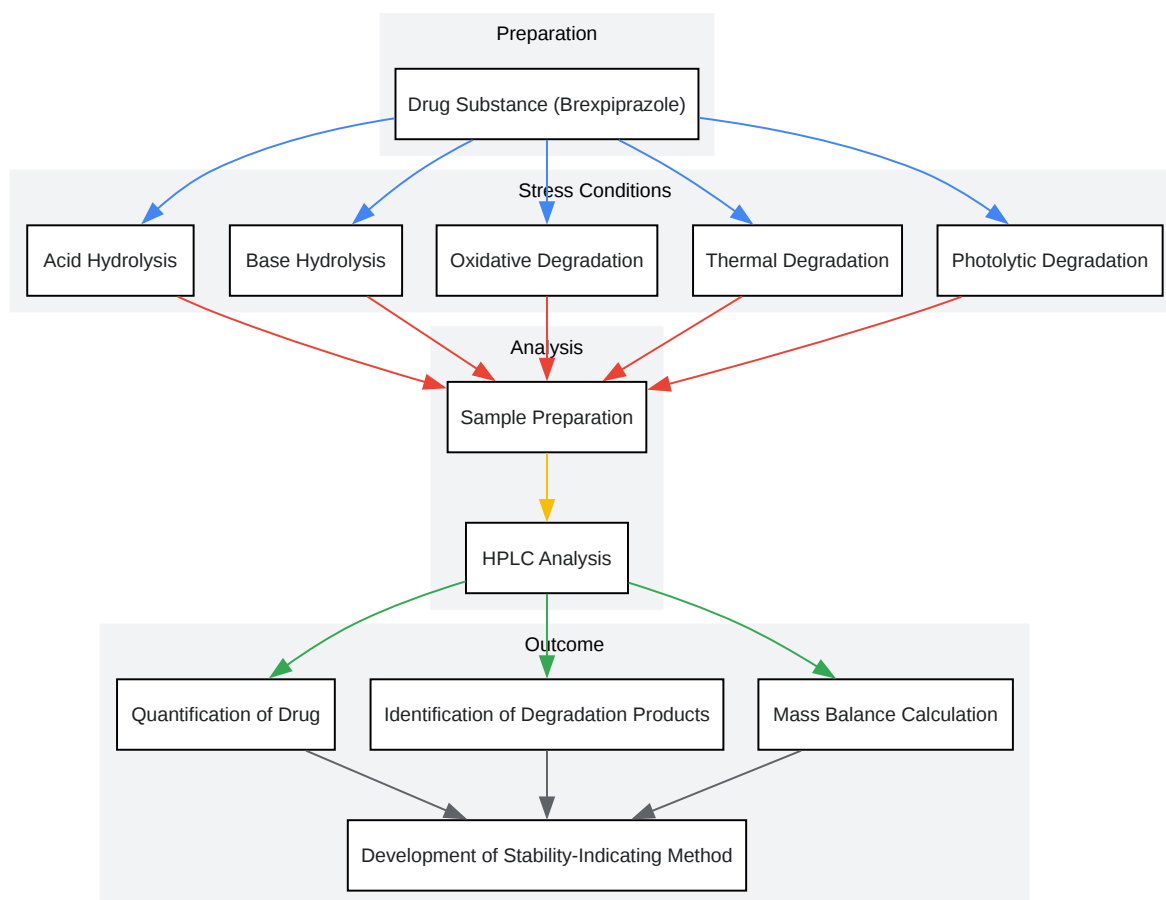 Preparation
Drug Substance (Brexpiprazole)
Stress Conditions
Acid Hydrolysis
Base Hydrolysis
Oxidative Degradation
Thermal Degradation
Photolytic Degradation
Analysis
Sample Preparation
HPLC Analysis
Outcome
Quantification of Drug
Identification of Degradation Products
Mass Balance Calculation
Development of Stability-Indicating Method